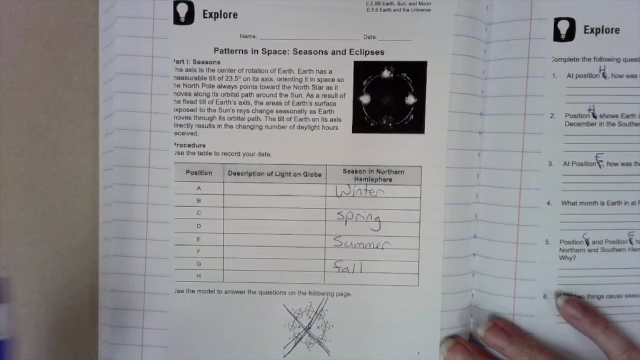 E.5.8B Earth, Sun, and Moon
E.5.5 Earth and the Universe
Explore
Name: Date:
Patterns in Space: Seasons and Eclipses
Part I: Seasons
The axis is the center of rotation of Earth. Earth has a
measurable tilt of 23.5° on its axis, orienting it in space so
the North Pole always points toward the North Star as it
moves along its orbital path around the Sun. As a result of
the fixed tilt of Earth's axis, the areas of Earth's surface
exposed to the Sun's rays change seasonally as Earth
moves through its orbital path. The tilt of Earth on its axis
directly results in the changing number of daylight hours
received.
Procedure
Use the table to record your data.
Position Description of Light on Globe Season in Northern Hemisphere
A Winter
B
C Spring
D
E Summer
F
G fall
H
Use the model to answer the questions on the following page.
1
Explore
Complete the following quest
1. At position H, how was
2. Position shows Earth
December in the Southe
3. At Position E how was th
4. What month is Earth in at
5. Position and Position
Northern and Southern Hem
Why?
6. two things cause seas